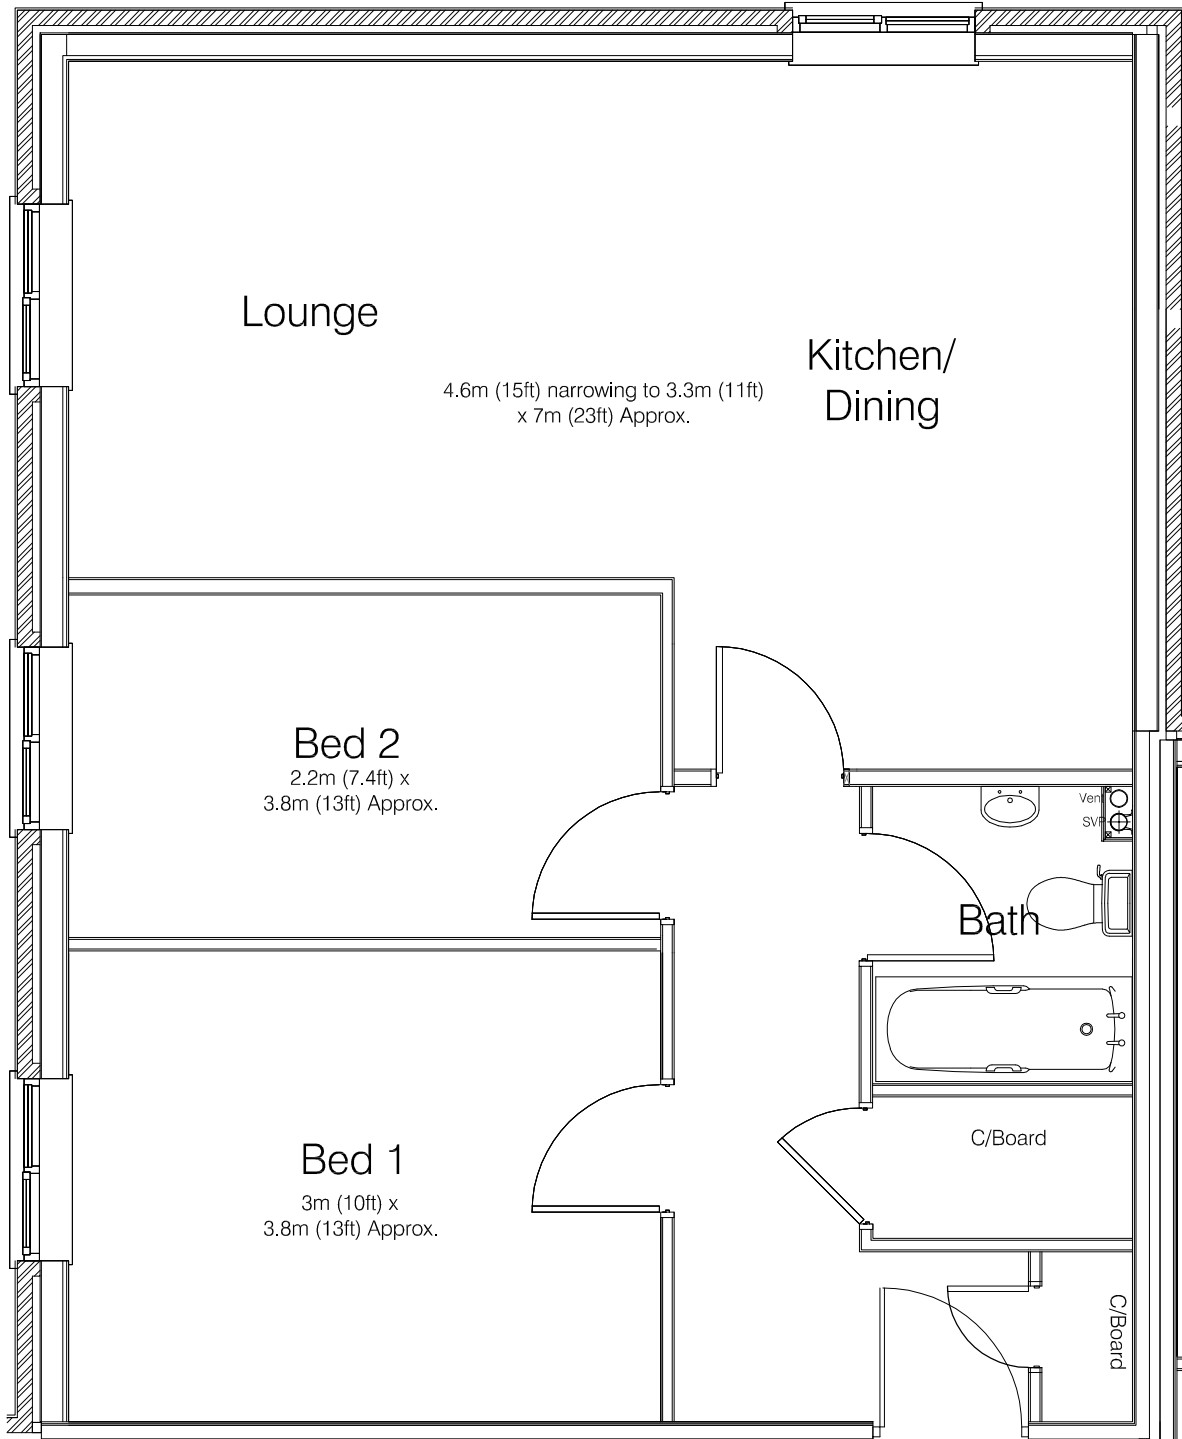 Lounge
Kitchen/
Dining
4.6m (15ft) narrowing to 3.3m (11ft)
x 7m (23ft) Approx.
Bed 2
2.2m (7.4ft) x
3.8m (13ft) Approx.
Vent
SVP
Bath
C/Board
Bed 1
3m (10ft) x
3.8m (13ft) Approx.
C/Board